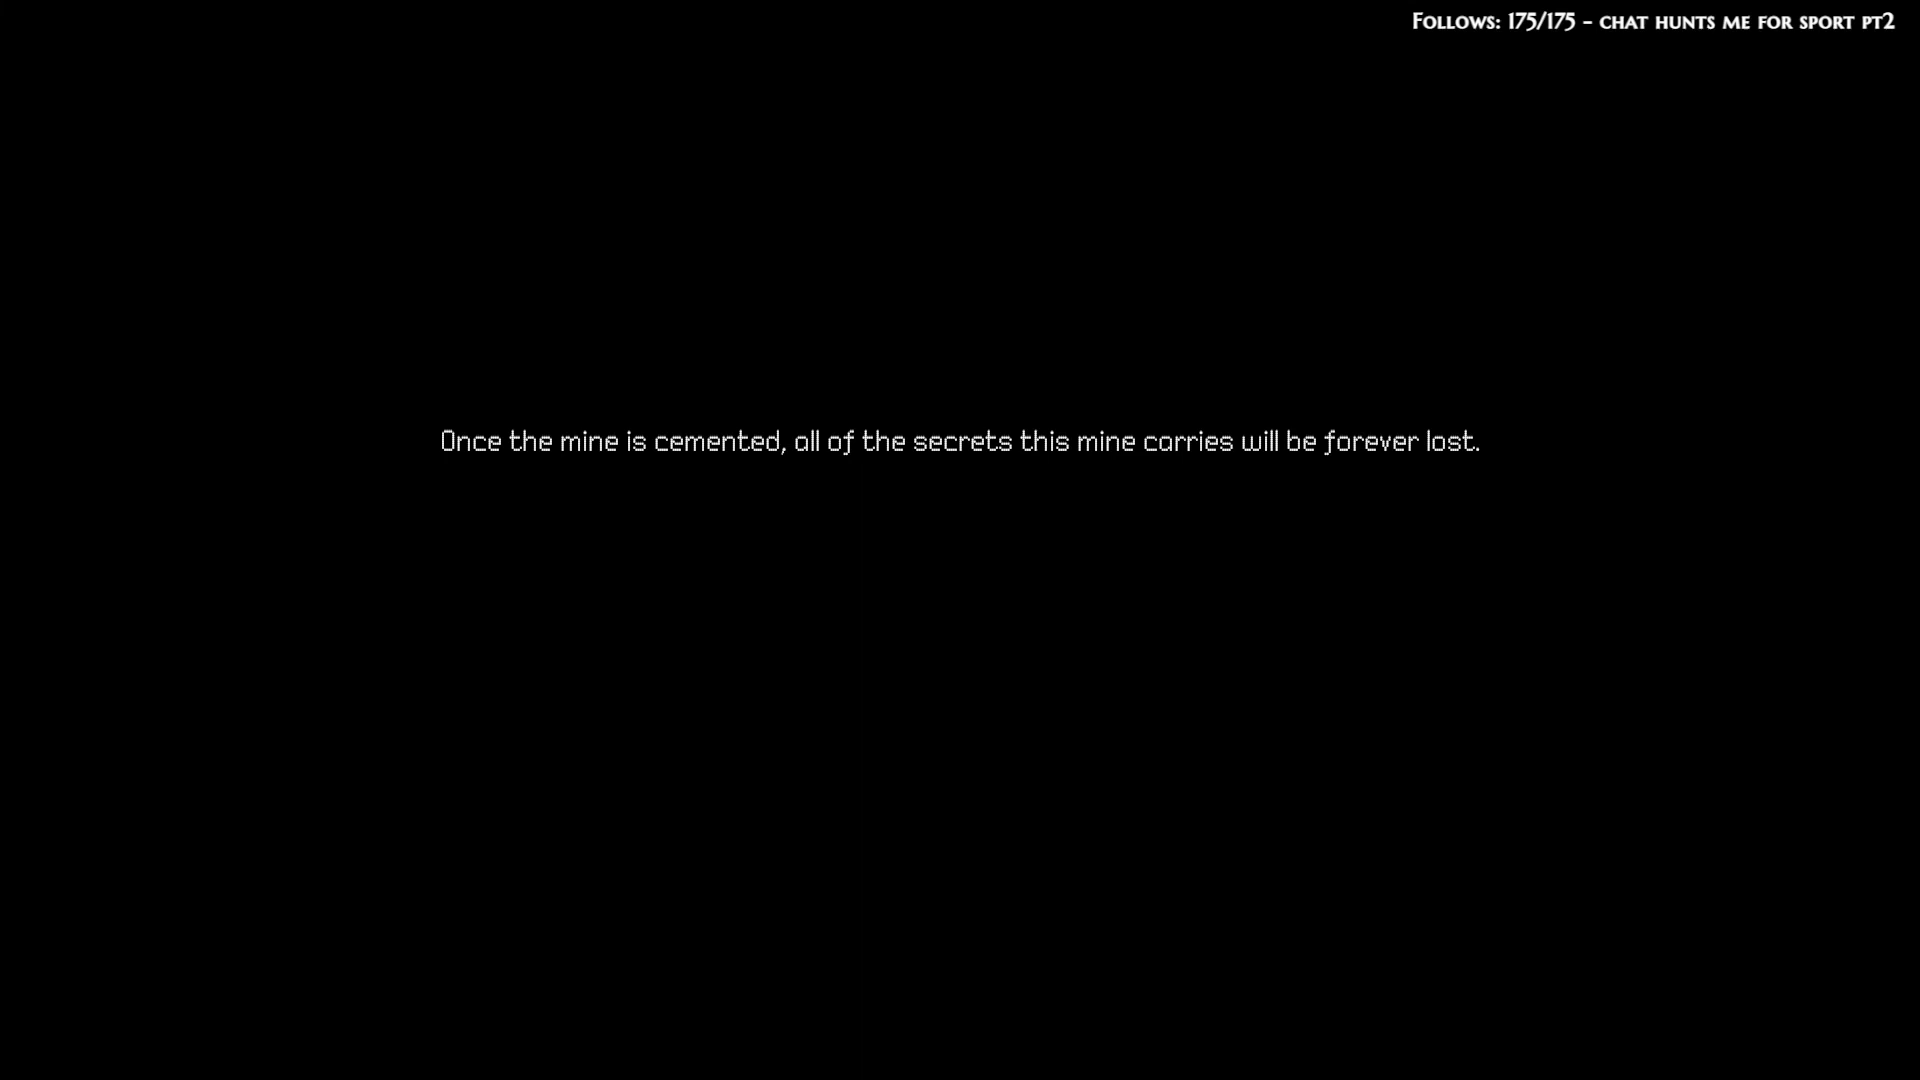 Follows: 175/175 - chat hunts me for sport pt2
Once the mine is cemented, all of the secrets this mine carries will be forever lost.